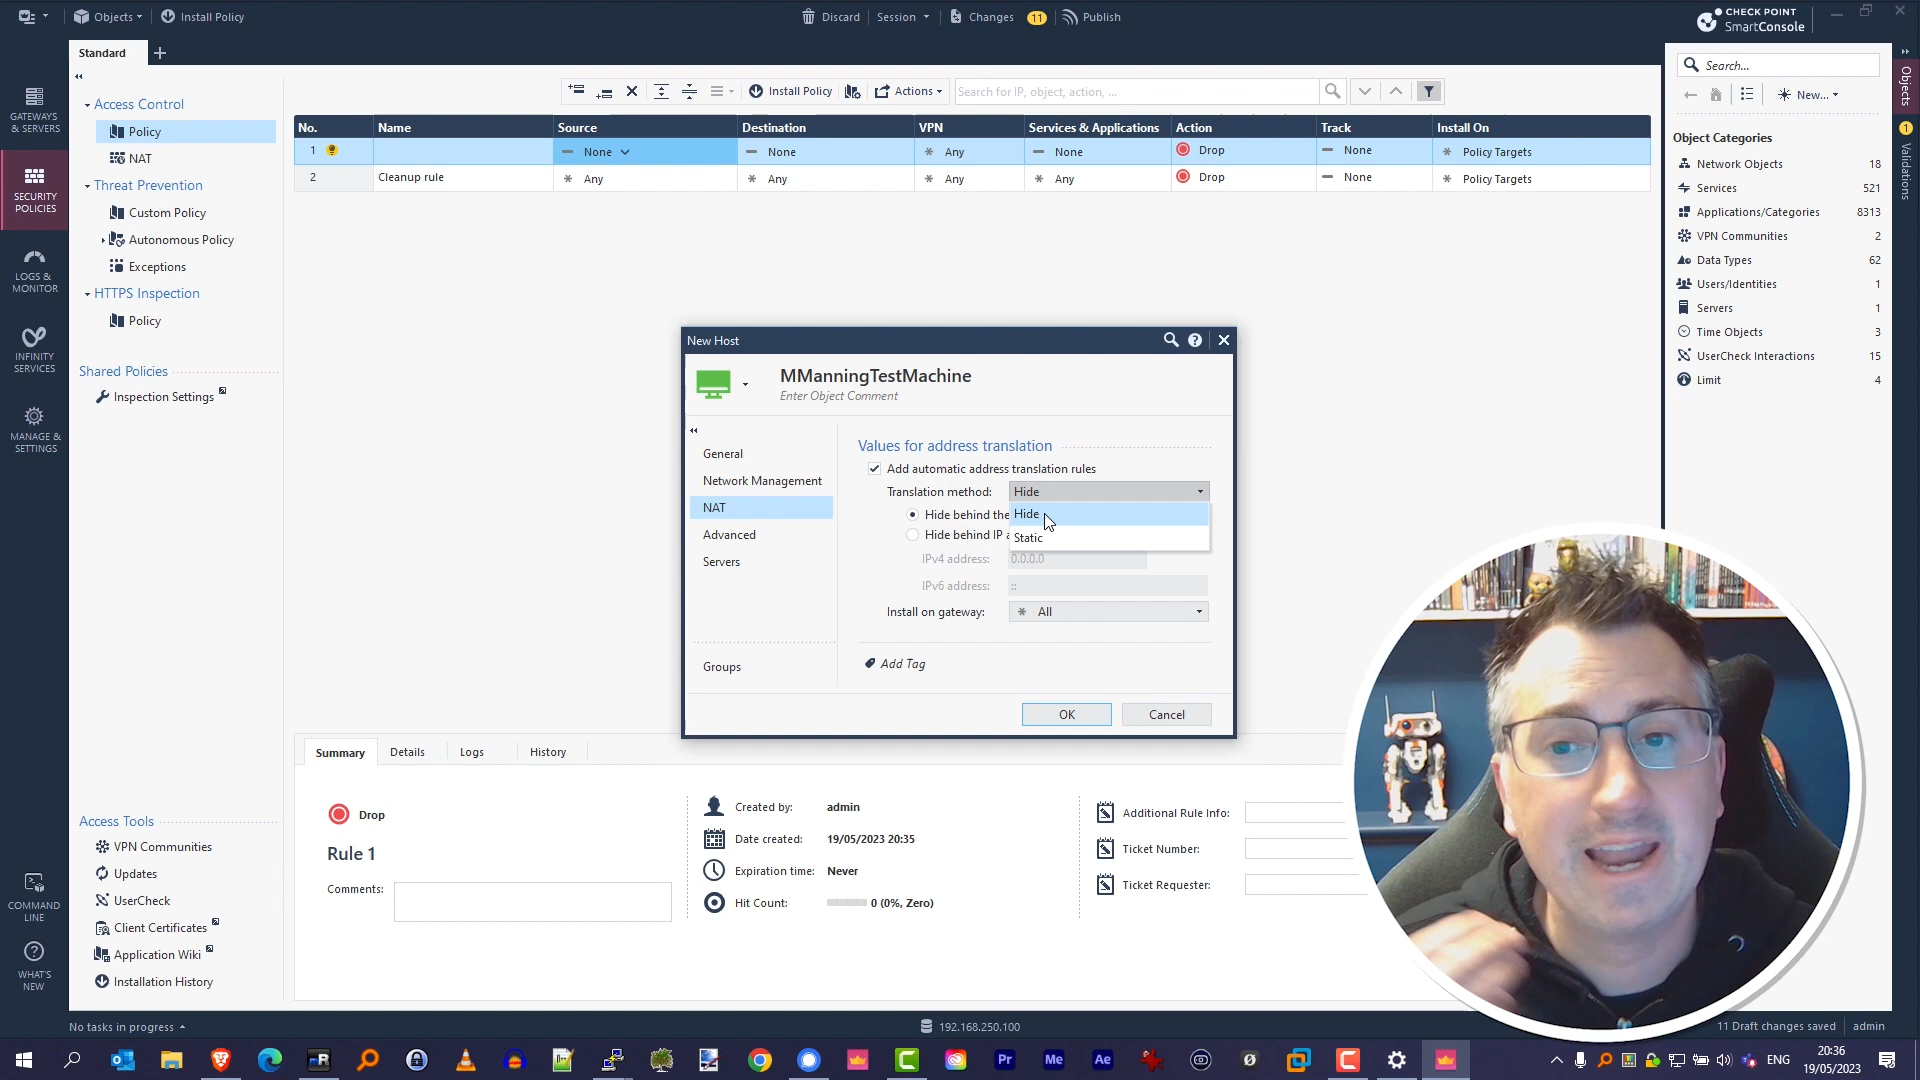 Objects
Install Policy
Discard
Session
Changes
11
Publish
CHECK POINT
SmartConsole
Standard
GATEWAYS
& SERVERS
SECURITY
POLICIES
LOGS &
MONITOR
INFINITY
SERVICES
MANAGE &
SETTINGS
COMMAND
LINE
WHAT'S
NEW
Access Control
Policy
NAT
Threat Prevention
Custom Policy
Autonomous Policy
Exceptions
HTTPS Inspection
Policy
Shared Policies
Inspection Settings
Access Tools
VPN Communities
Updates
UserCheck
Client Certificates
Application Wiki
Installation History
Install Policy
Actions
Search for IP, object, action, ...
No. Name Source Destination VPN Services & Applications Action Track Install On
1 None None Any None Drop None Policy Targets
2 Cleanup rule Any Any Any Any Drop None Policy Targets
New Host
MManningTestMachine
Enter Object Comment
General
Network Management
NAT
Advanced
Servers
Groups
Values for address translation
Add automatic address translation rules
Translation method: Hide
Hide behind the
Hide
Hide behind IP a
Static
IPv4 address: 0.0.0.0
IPv6 address: ::
Install on gateway: All
Add Tag
OK
Cancel
Summary
Details
Logs
History
Drop
Rule 1
Comments:
Created by: admin
Date created: 19/05/2023 20:35
Expiration time: Never
Hit Count: 0 (0%, Zero)
Additional Rule Info:
Ticket Number:
Ticket Requester:
Search...
New...
Object Categories
Network Objects 18
Services 521
Applications/Categories 8313
VPN Communities 2
Data Types 62
Users/Identities 1
Servers 1
Time Objects 3
UserCheck Interactions 15
Limit 4
Objects
1
Validations
No tasks in progress
192.168.250.100
11 Draft changes saved
admin
Pr
Me
Ae
ENG
20:36
19/05/2023